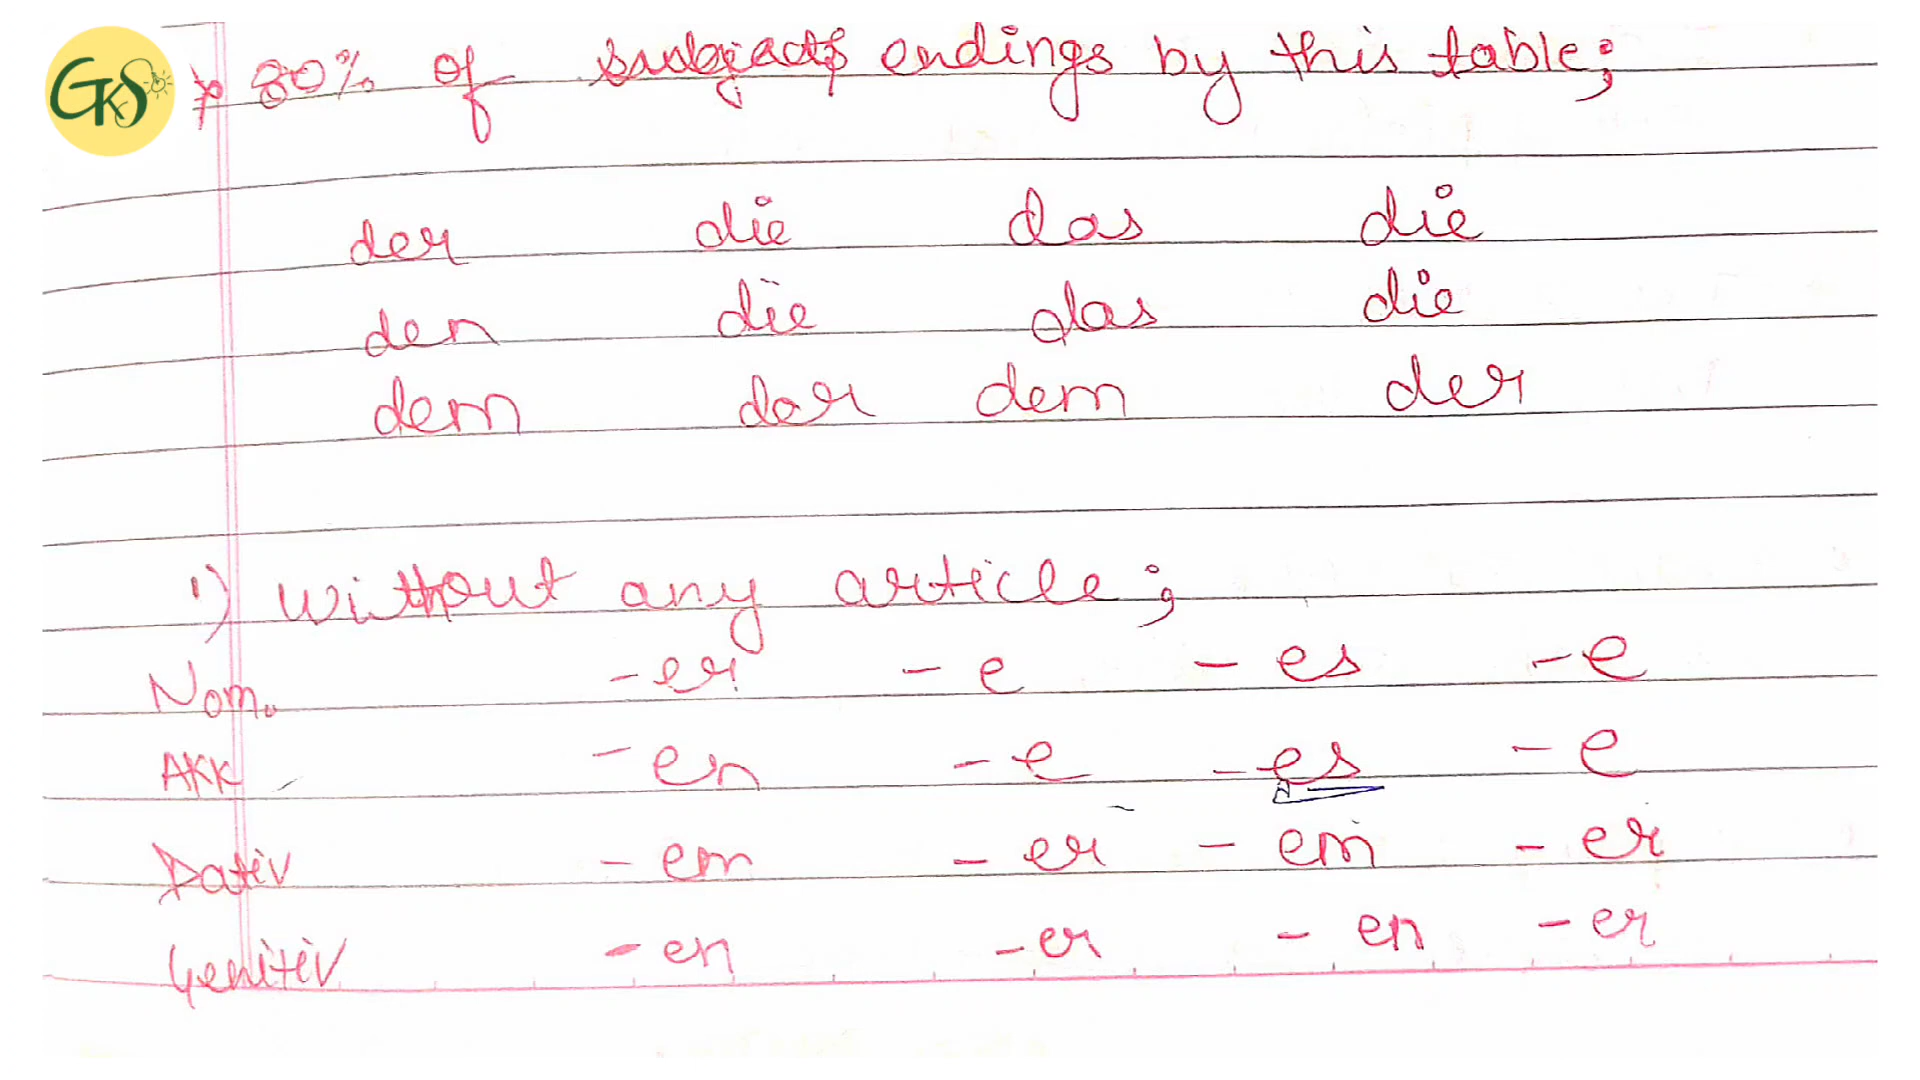 GKS
* 80% of subjects endings by this table;
der die das die
den die das die
dem der dem der
1) without any article;
Nom. -er -e -es -e
AKK -en -e -es -e
Dativ -em -er -em -er
Genitiv -en -er -en -er